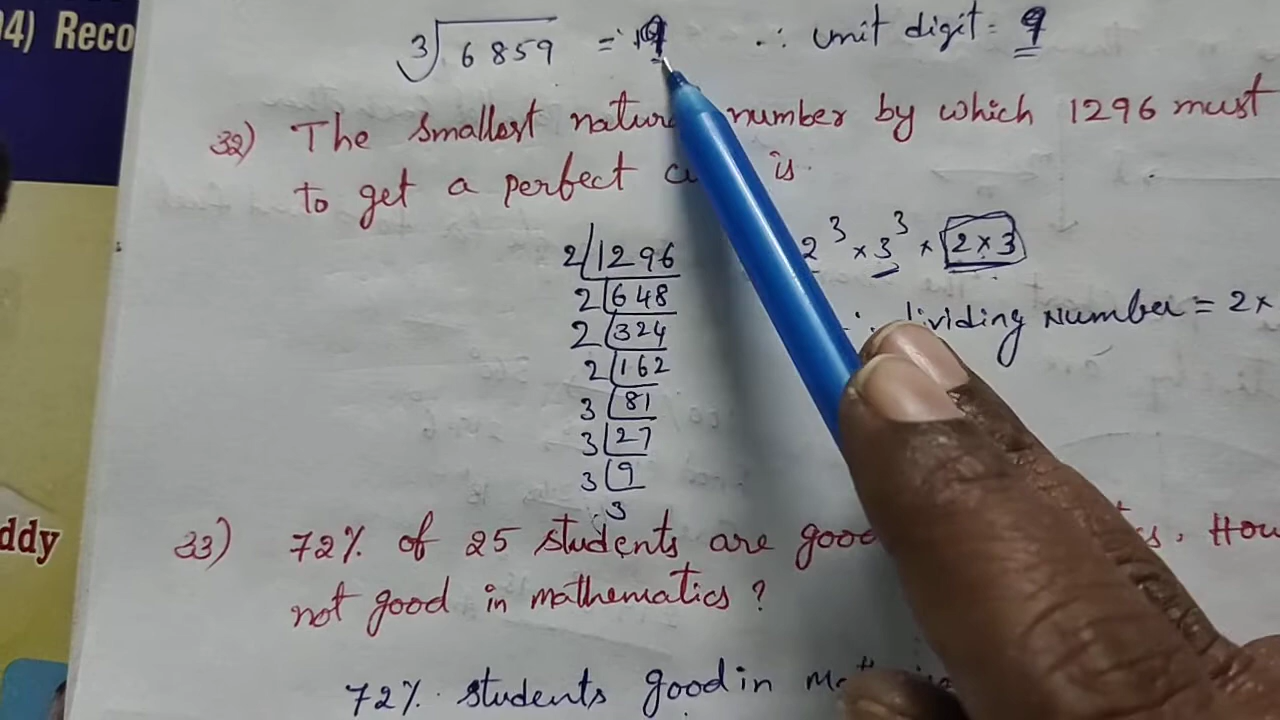 04) Reco
∛6859 = 19 ∴ unit digit = 9
32) The smallest natur number by which 1296 must
to get a perfect c is.
2 | 1296
2 | 648
2 | 324
2 | 162
3 | 81
3 | 27
3 | 9
3
2³ × 3³ × 2 × 3
∴ dividing Number = 2 ×
ddy
33) 72% of 25 students are good s. How
not good in mathematics ?
72% students good in